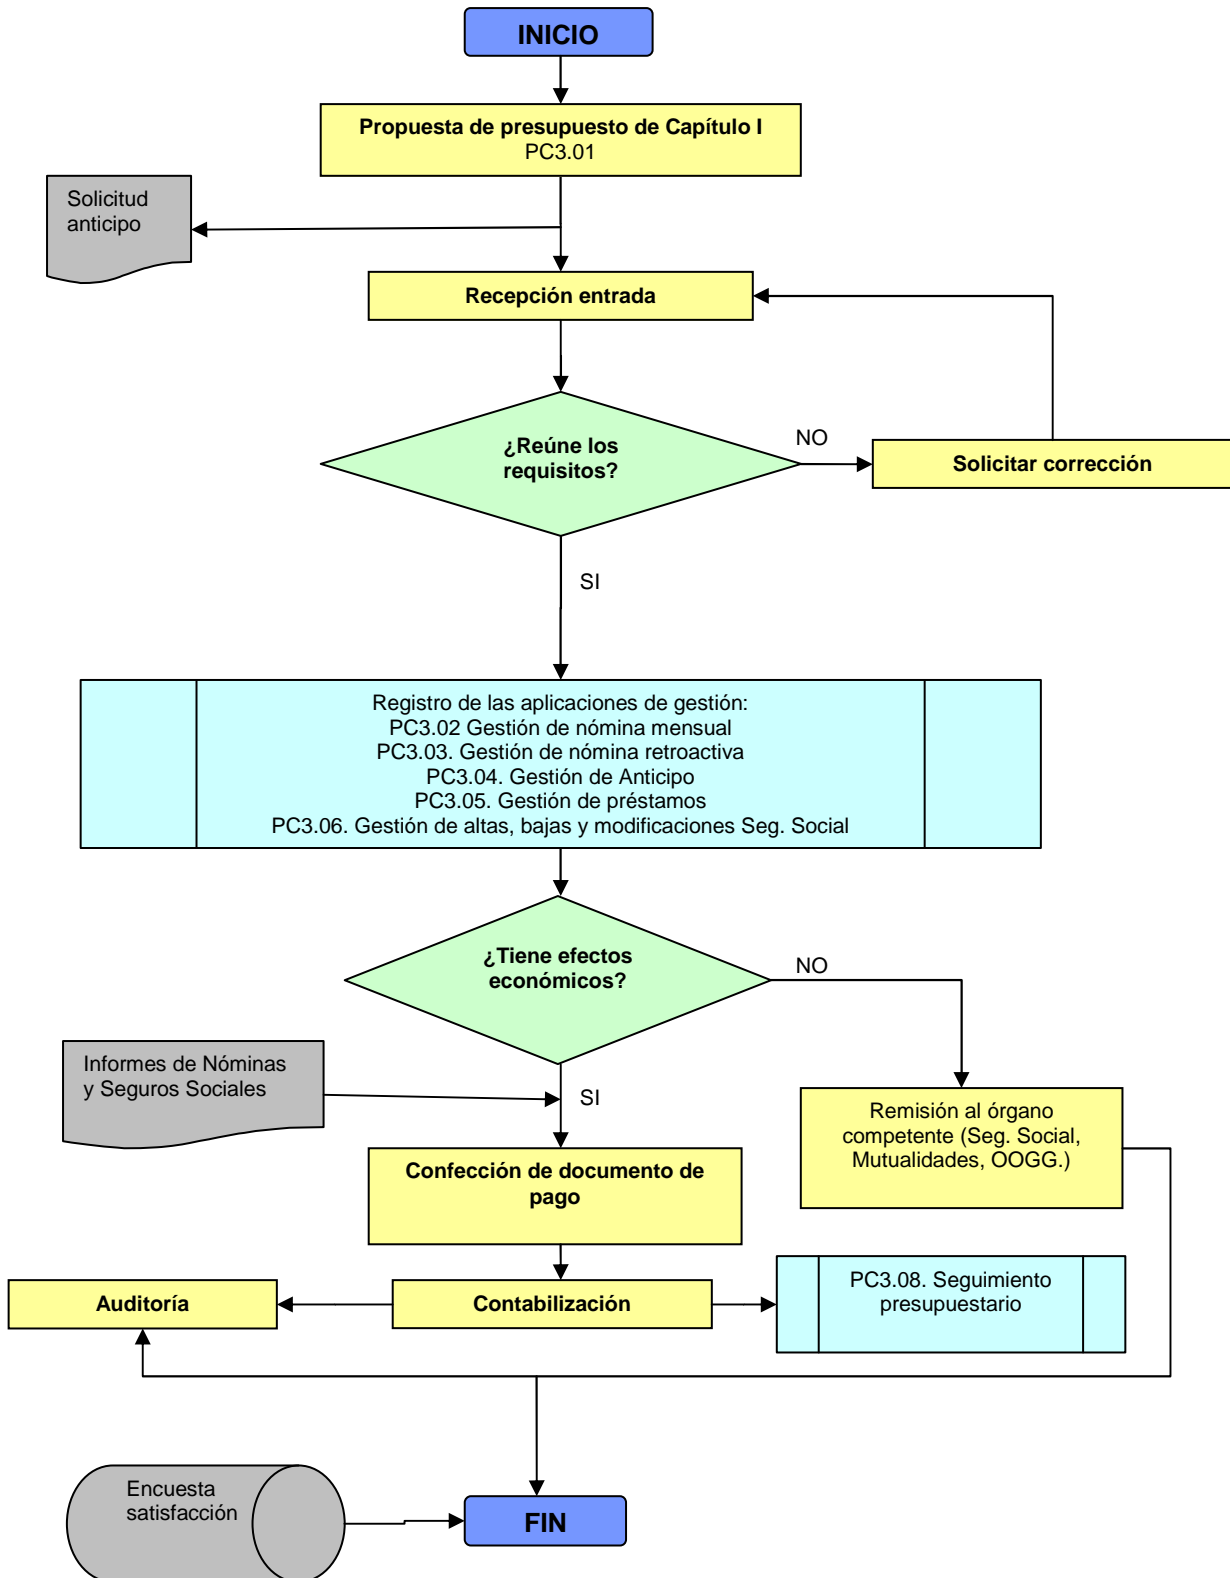 INICIO
Propuesta de presupuesto de Capítulo I
PC3.01
Solicitud
anticipo
Recepción entrada
¿Reúne los
requisitos?
NO
Solicitar corrección
SI
Registro de las aplicaciones de gestión:
PC3.02 Gestión de nómina mensual
PC3.03. Gestión de nómina retroactiva
PC3.04. Gestión de Anticipo
PC3.05. Gestión de préstamos
PC3.06. Gestión de altas, bajas y modificaciones Seg. Social
¿Tiene efectos
económicos?
NO
Informes de Nóminas
y Seguros Sociales
SI
Remisión al órgano
competente (Seg. Social,
Mutualidades, OOGG.)
Confección de documento de
pago
Auditoría
Contabilización
PC3.08. Seguimiento
presupuestario
Encuesta
satisfacción
FIN